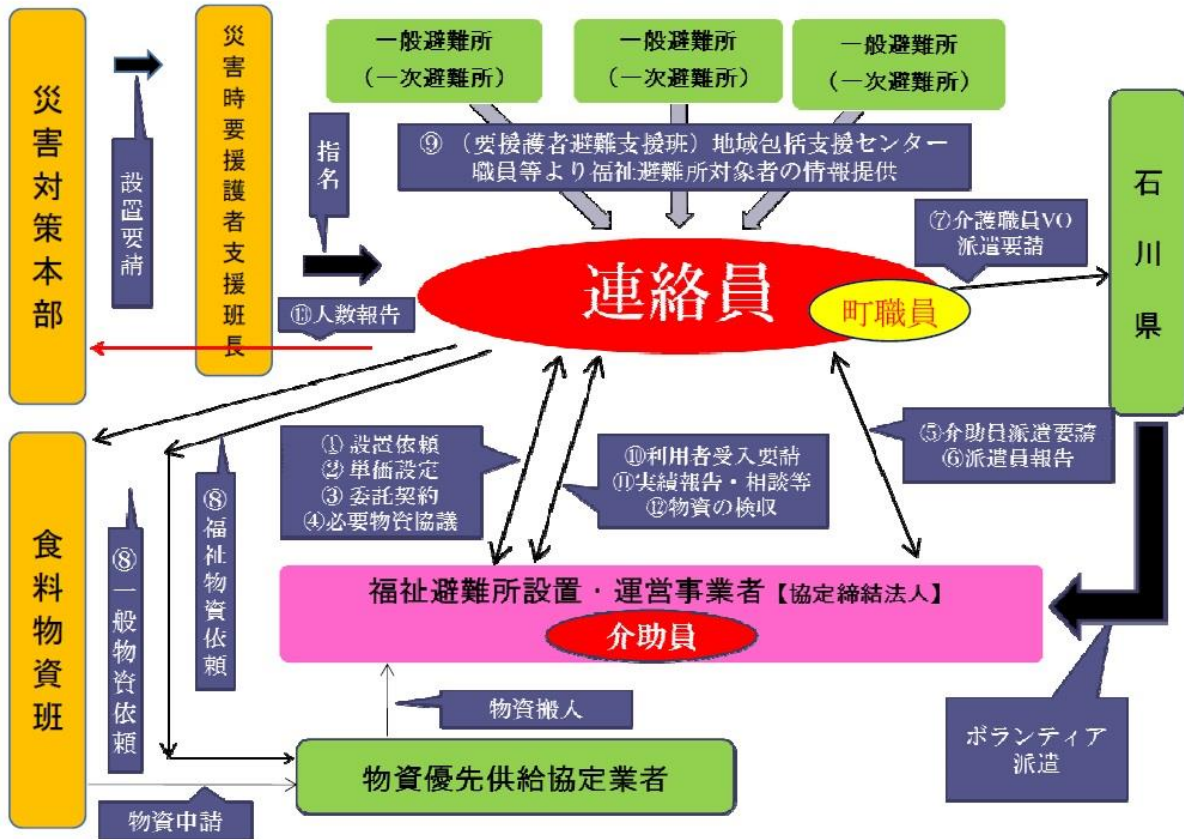 災害対策本部
設置要請
災害時要援護者支援班長
指名
一般避難所
（一次避難所）
一般避難所
（一次避難所）
一般避難所
（一次避難所）
⑨（要援護者避難支援班）地域包括支援センター
職員等より福祉避難所対象者の情報提供
石川県
⑦介護職員VO
派遣要請
連絡員
町職員
⑬人数報告
①設置依頼
②単価設定
③委託契約
④必要物資協議
⑩利用者受入要請
⑪実績報告・相談等
⑫物資の検収
⑤介助員派遣要請
⑥派遣員報告
食料物資班
⑧一般物資依頼
⑧福祉物資依頼
福祉避難所設置・運営事業者【協定締結法人】
介助員
物資搬入
ボランティア
派遣
物資優先供給協定業者
物資申請